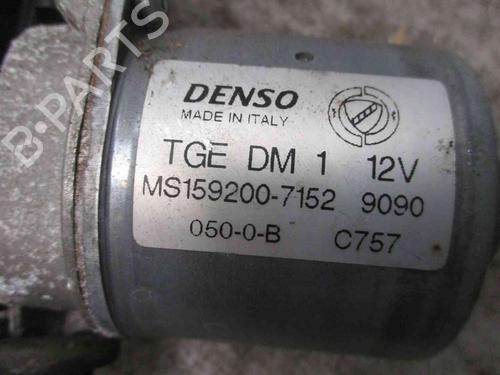 DENSO
MADE IN ITALY
TGE DM 1 12V
MS159200-7152 9090
050-0-B C757
B-PARTS